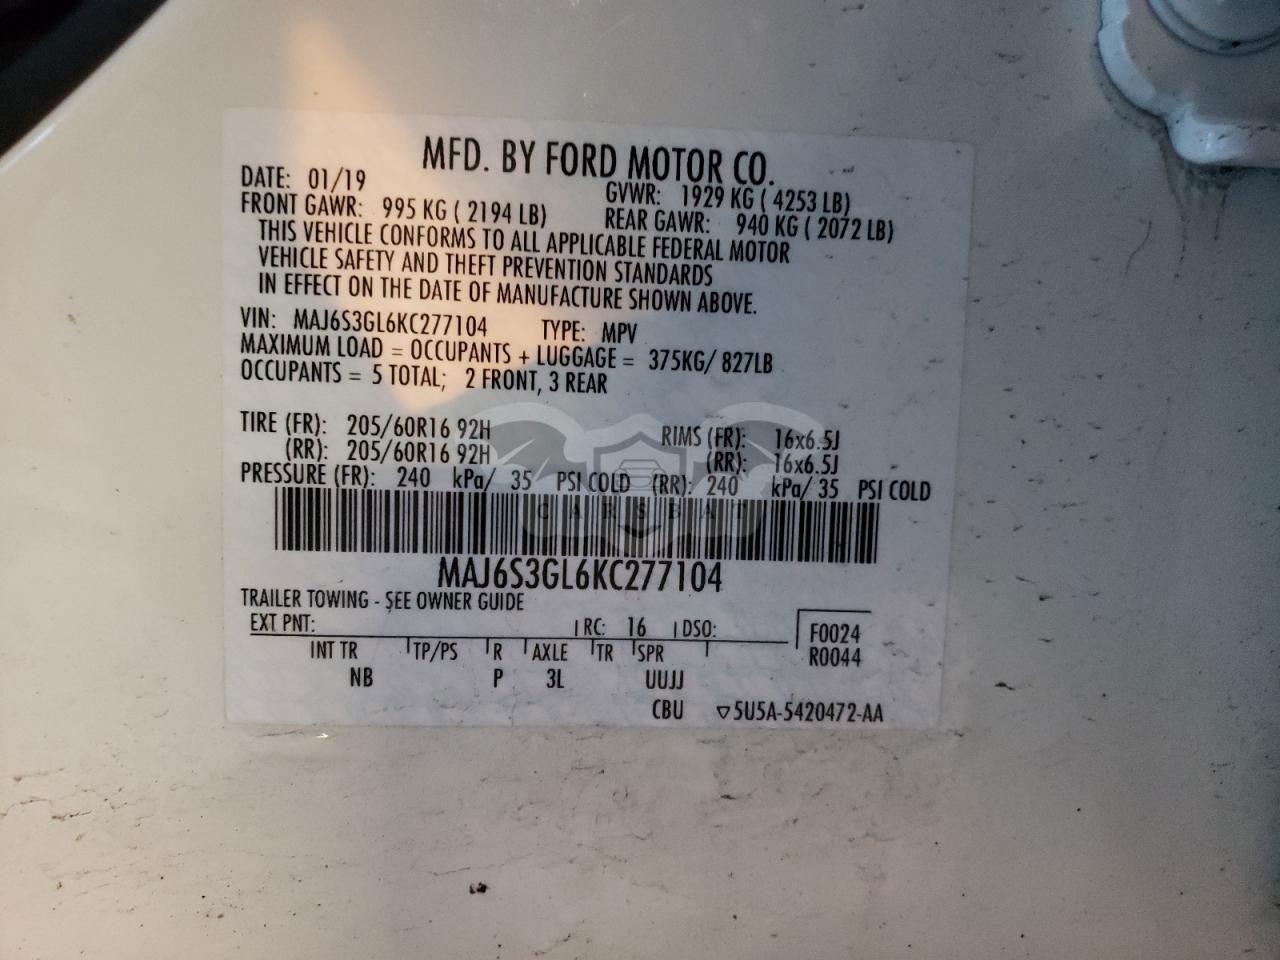 MFD. BY FORD MOTOR CO.
DATE: 01/19 GVWR: 1929 KG ( 4253 LB)
FRONT GAWR: 995 KG ( 2194 LB) REAR GAWR: 940 KG ( 2072 LB)
THIS VEHICLE CONFORMS TO ALL APPLICABLE FEDERAL MOTOR
VEHICLE SAFETY AND THEFT PREVENTION STANDARDS
IN EFFECT ON THE DATE OF MANUFACTURE SHOWN ABOVE.
VIN: MAJ6S3GL6KC277104 TYPE: MPV
MAXIMUM LOAD = OCCUPANTS + LUGGAGE = 375KG/ 827LB
OCCUPANTS = 5 TOTAL; 2 FRONT, 3 REAR
TIRE (FR): 205/60R16 92H RIMS (FR): 16x6.5J
(RR): 205/60R16 92H (RR): 16x6.5J
PRESSURE (FR): 240 kPa/ 35 PSI COLD (RR): 240 kPa/ 35 PSI COLD
CARSBAT
MAJ6S3GL6KC277104
TRAILER TOWING - SEE OWNER GUIDE
EXT PNT: RC: 16 DSO: F0024
INT TR TP/PS R AXLE TR SPR R0044
NB P 3L UUJJ
CBU ▽5U5A-5420472-AA